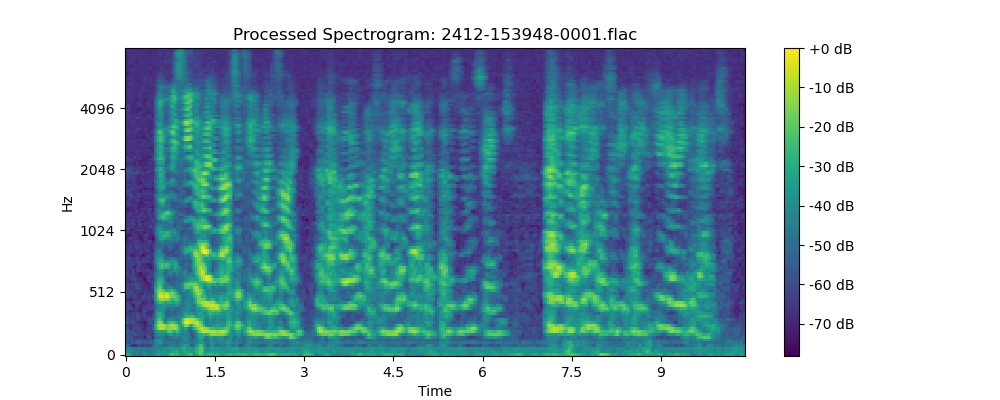 Processed Spectrogram: 2412-153948-0001.flac
Hz
4096
2048
1024
512
0
0 1.5 3 4.5 6 7.5 9
Time
+0 dB
-10 dB
-20 dB
-30 dB
-40 dB
-50 dB
-60 dB
-70 dB